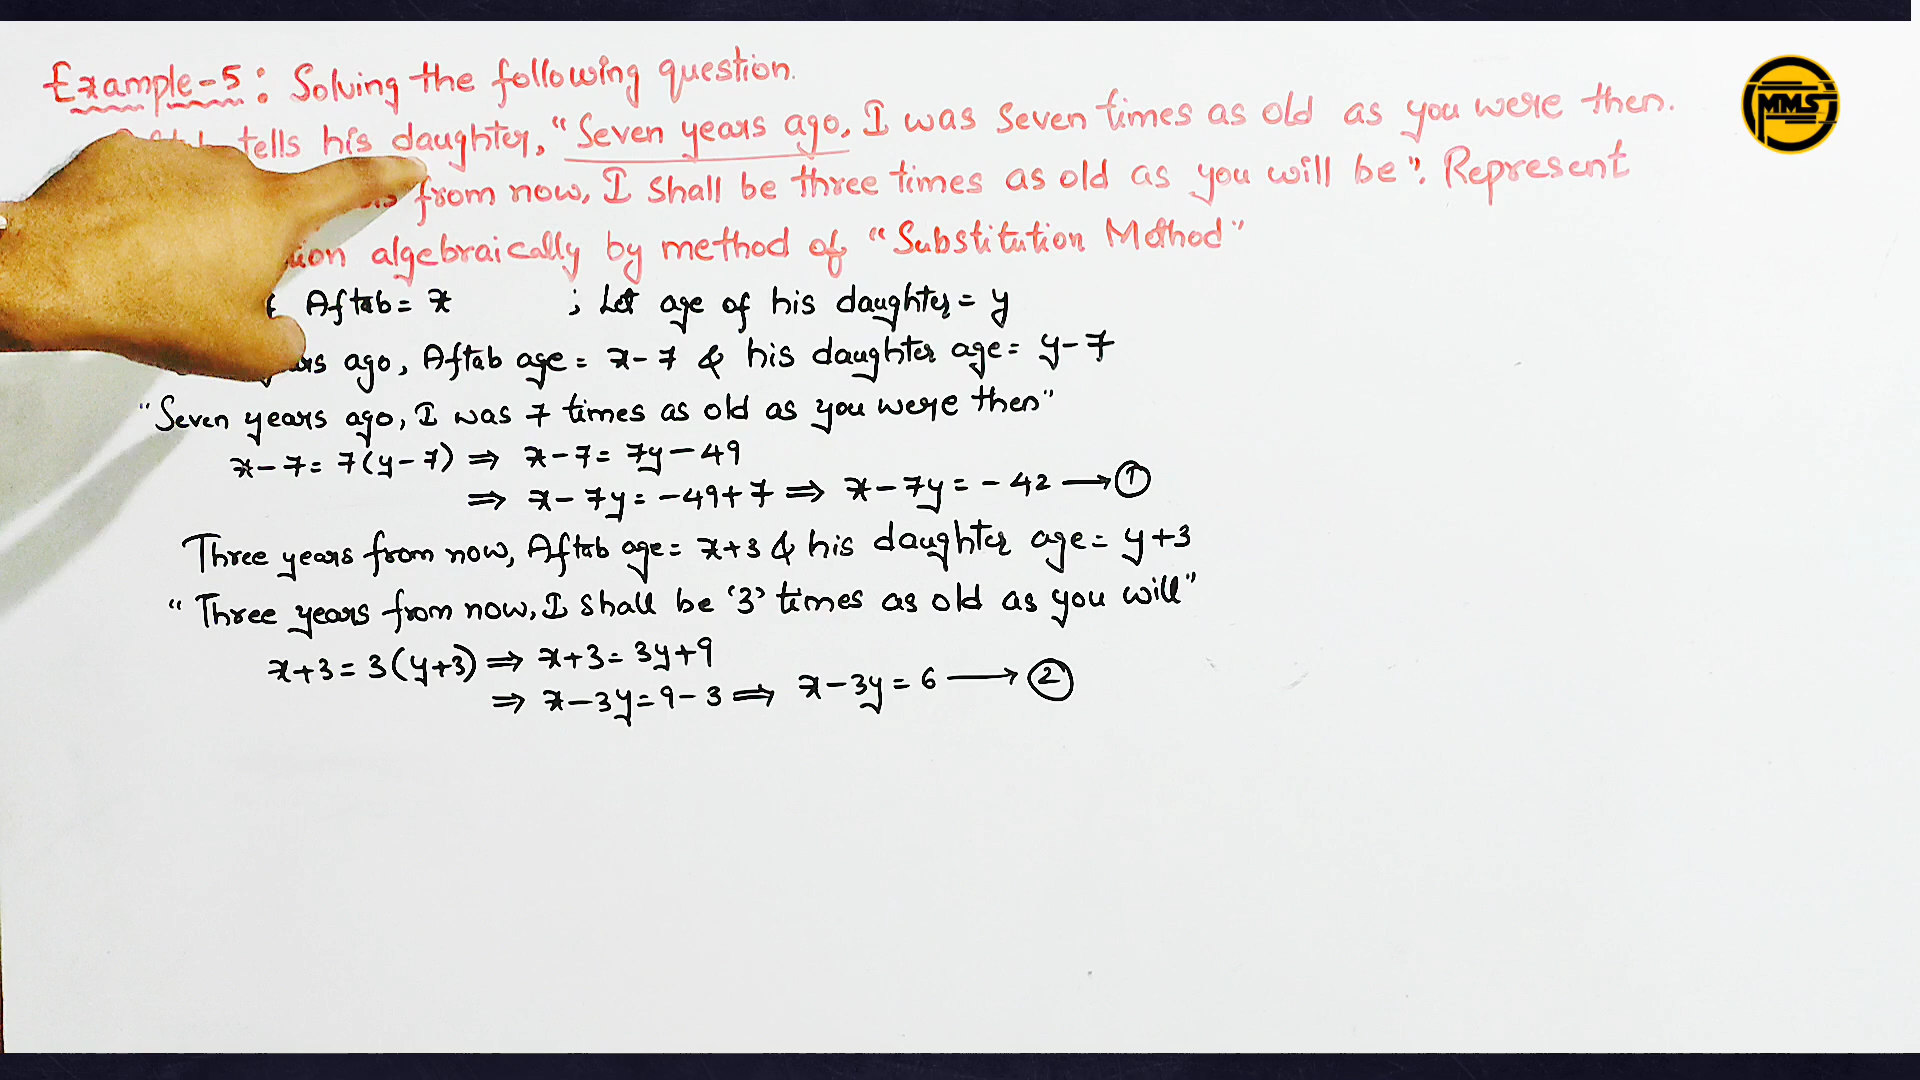 Example-5: Solving the following question.
tells his daughter, "Seven years ago, I was seven times as old as you were then.
from now, I shall be three times as old as you will be". Represent
algebraically by method of "Substitution Method"
Aftab = x ; Let age of his daughter = y
ago, Aftab age = x-7 & his daughter age = y-7
"Seven years ago, I was 7 times as old as you were then"
x-7 = 7(y-7) ⇒ x-7 = 7y-49
⇒ x-7y = -49+7 ⇒ x-7y = -42 → ①
Three years from now, Aftab age = x+3 & his daughter age = y+3
"Three years from now, I shall be '3' times as old as you will"
x+3 = 3(y+3) ⇒ x+3 = 3y+9
⇒ x-3y = 9-3 ⇒ x-3y = 6 → ②
MMS